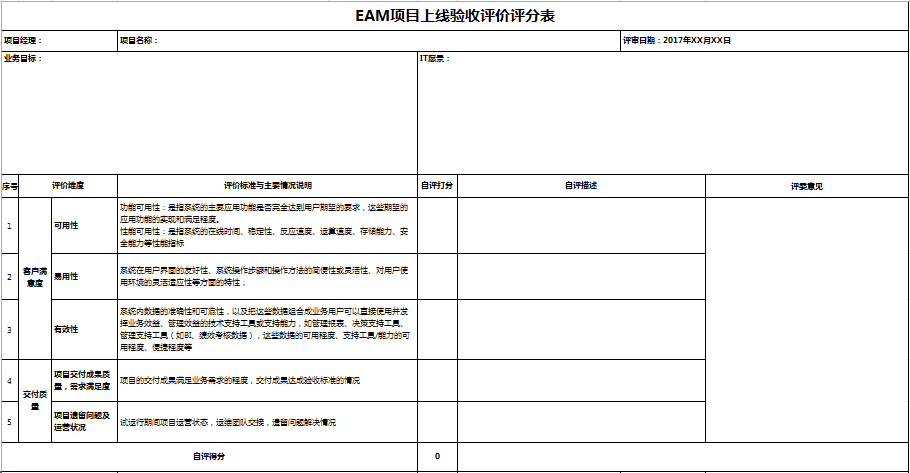 EAM项目上线验收评价评分表
项目经理：
项目名称：
评审日期：2017年XX月XX日
业务目标：
IT愿景：
序号
评价维度
评价标准与主要情况说明
自评打分
自评描述
评委意见
1
客户满
意度
可用性
功能可用性：是指系统的主要应用功能是否完全达到用户期望的要求，这些期望的
应用功能的实现和满足程度。
性能可用性：是指系统的在线时间、稳定性、反应速度、运算速度、存储能力、安
全能力等性能指标
2
易用性
系统在用户界面的友好性、系统操作步骤和操作方法的简便性或灵活性、对用户使
用环境的灵活适应性等方面的特性；
3
有效性
系统内数据的准确性和可靠性，以及把这些数据组合成业务用户可以直接使用并发
挥业务效益、管理效益的技术支持工具或支持能力，如管理报表、决策支持工具、
管理支持工具（如BI、绩效考核数据），这些数据的可用程度、支持工具/能力的可
用程度、便捷程度等
4
交付质
量
项目交付成果质
量，需求满足度
项目的交付成果满足业务需求的程度，交付成果达成验收标准的情况
5
项目遗留问题及
运营状况
试运行期间项目运营状态，运维团队交接，遗留问题解决情况
自评得分
0